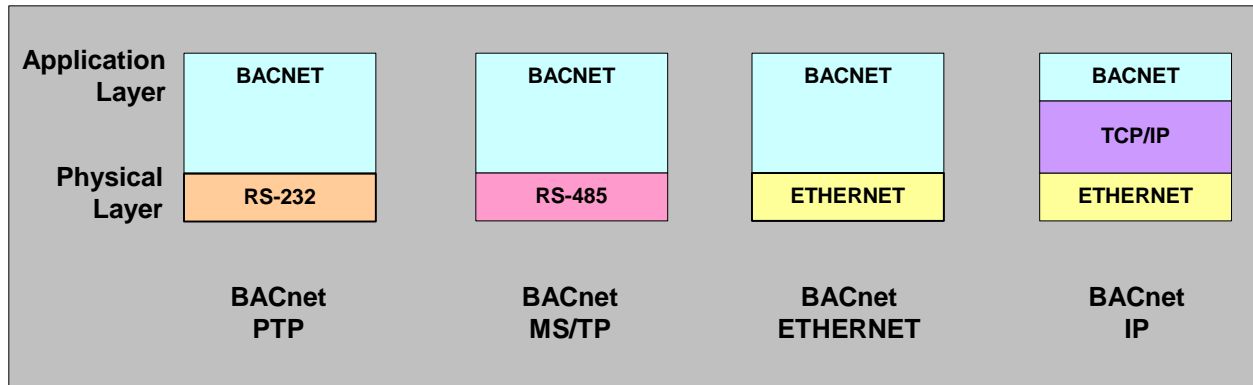 Application
Layer
BACNET
BACNET
BACNET
BACNET
TCP/IP
Physical
Layer
RS-232
RS-485
ETHERNET
ETHERNET
BACnet
PTP
BACnet
MS/TP
BACnet
ETHERNET
BACnet
IP